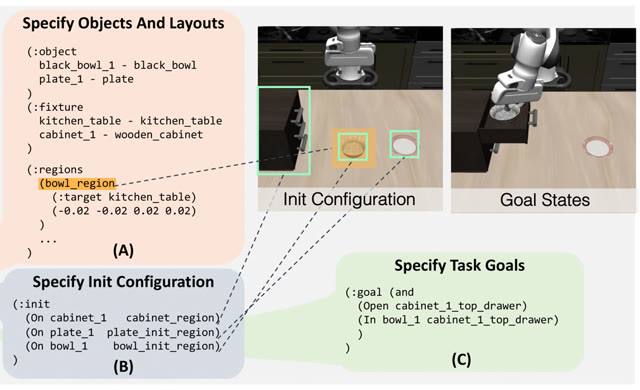 Specify Objects And Layouts
(:object
black_bowl_1 - black_bowl
plate_1 - plate
)
(:fixture
kitchen_table - kitchen_table
cabinet_1 - wooden_cabinet
)
(:regions
(bowl_region
(:target kitchen_table)
(-0.02 -0.02 0.02 0.02)
)
...
)
(A)
Init Configuration
Goal States
Specify Init Configuration
(:init
(On cabinet_1 cabinet_region)
(On plate_1 plate_init_region)
(On bowl_1 bowl_init_region)
)
(B)
Specify Task Goals
(:goal (and
(Open cabinet_1_top_drawer)
(In bowl_1 cabinet_1_top_drawer)
)
)
(C)